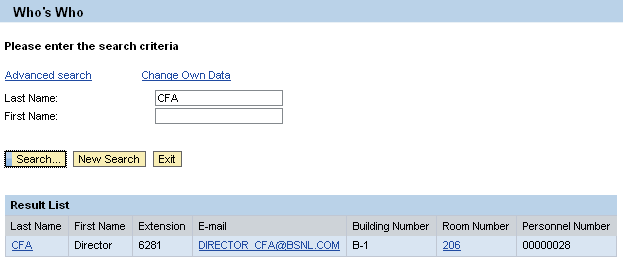 Who's Who
Please enter the search criteria
Advanced search Change Own Data
Last Name: CFA
First Name:
Search... New Search Exit
Result List
Last Name First Name Extension E-mail Building Number Room Number Personnel Number
CFA Director 6281 DIRECTOR_CFA@BSNL.COM B-1 206 00000028